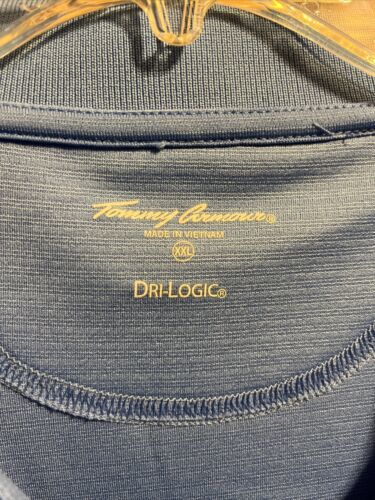 Tommy Armour®
MADE IN VIETNAM
XXL
DRI-LOGIC®